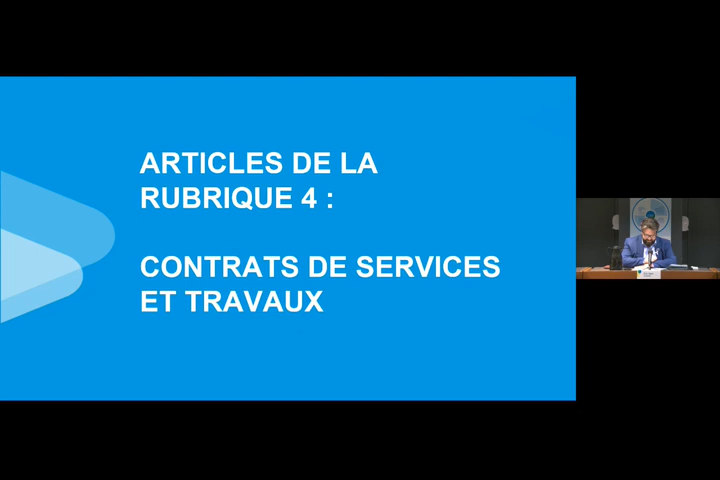 ARTICLES DE LA
RUBRIQUE 4 :
CONTRATS DE SERVICES
ET TRAVAUX